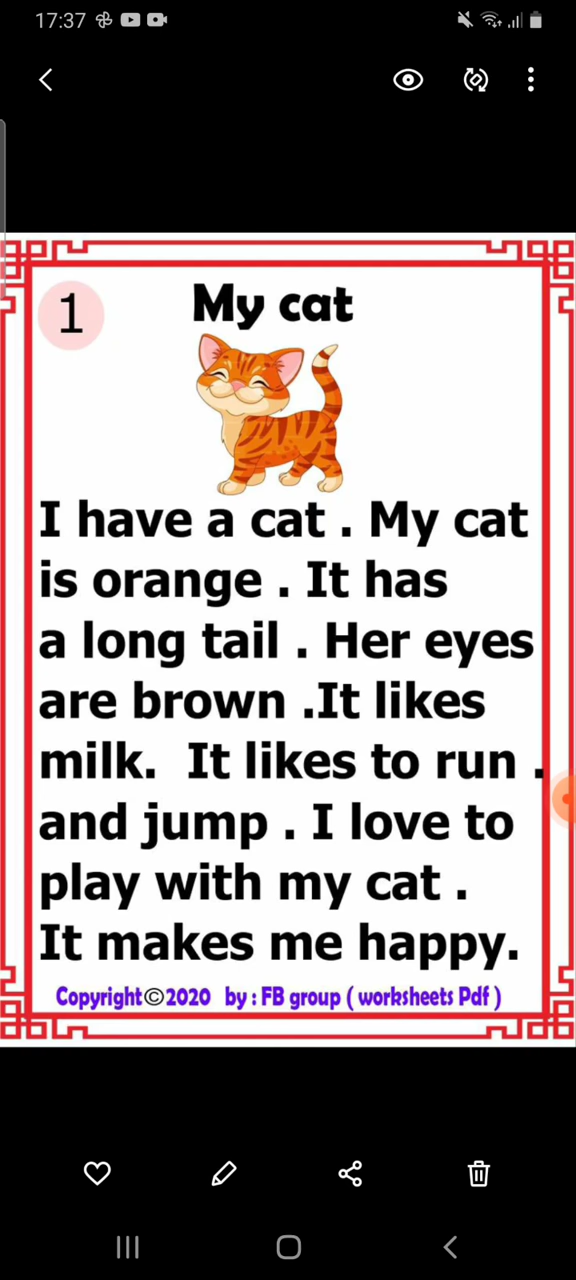 17:37
1
My cat
I have a cat . My cat
is orange . It has
a long tail . Her eyes
are brown .It likes
milk.  It likes to run .
and jump . I love to
play with my cat .
It makes me happy.
Copyright©2020 by : FB group ( worksheets Pdf )